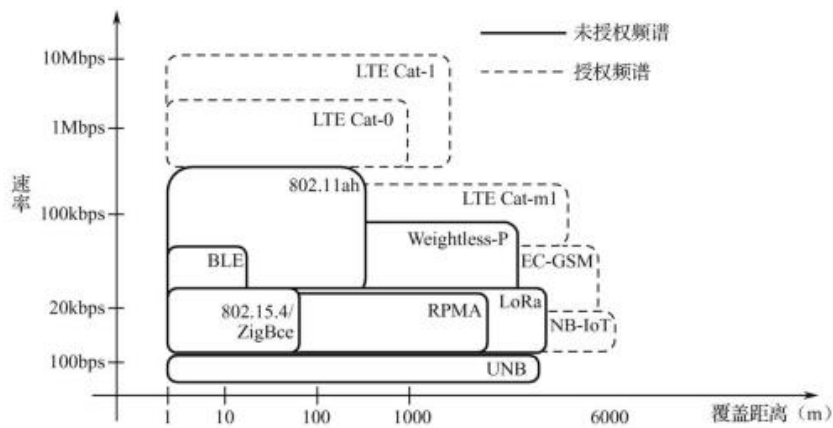 未授权频谱
授权频谱
速率
10Mbps
1Mbps
100kbps
20kbps
100bps
LTE Cat-1
LTE Cat-0
802.11ah
LTE Cat-m1
Weightless-P
BLE
EC-GSM
LoRa
802.15.4/
ZigBce
RPMA
NB-IoT
UNB
1
10
100
1000
6000
覆盖距离(m)